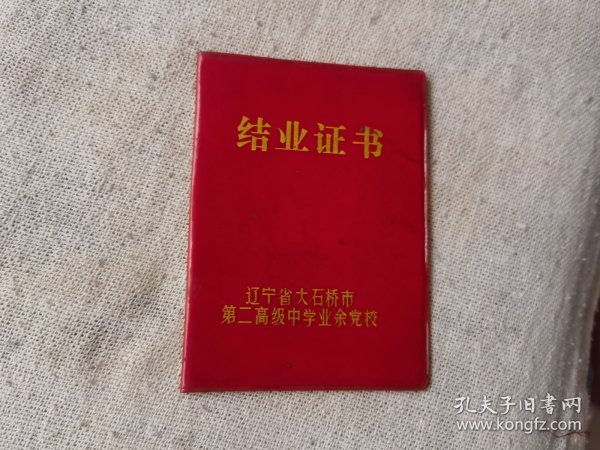 结业证书
辽宁省大石桥市
第二高级中学业余党校
孔夫子旧书网
www.kongfz.com